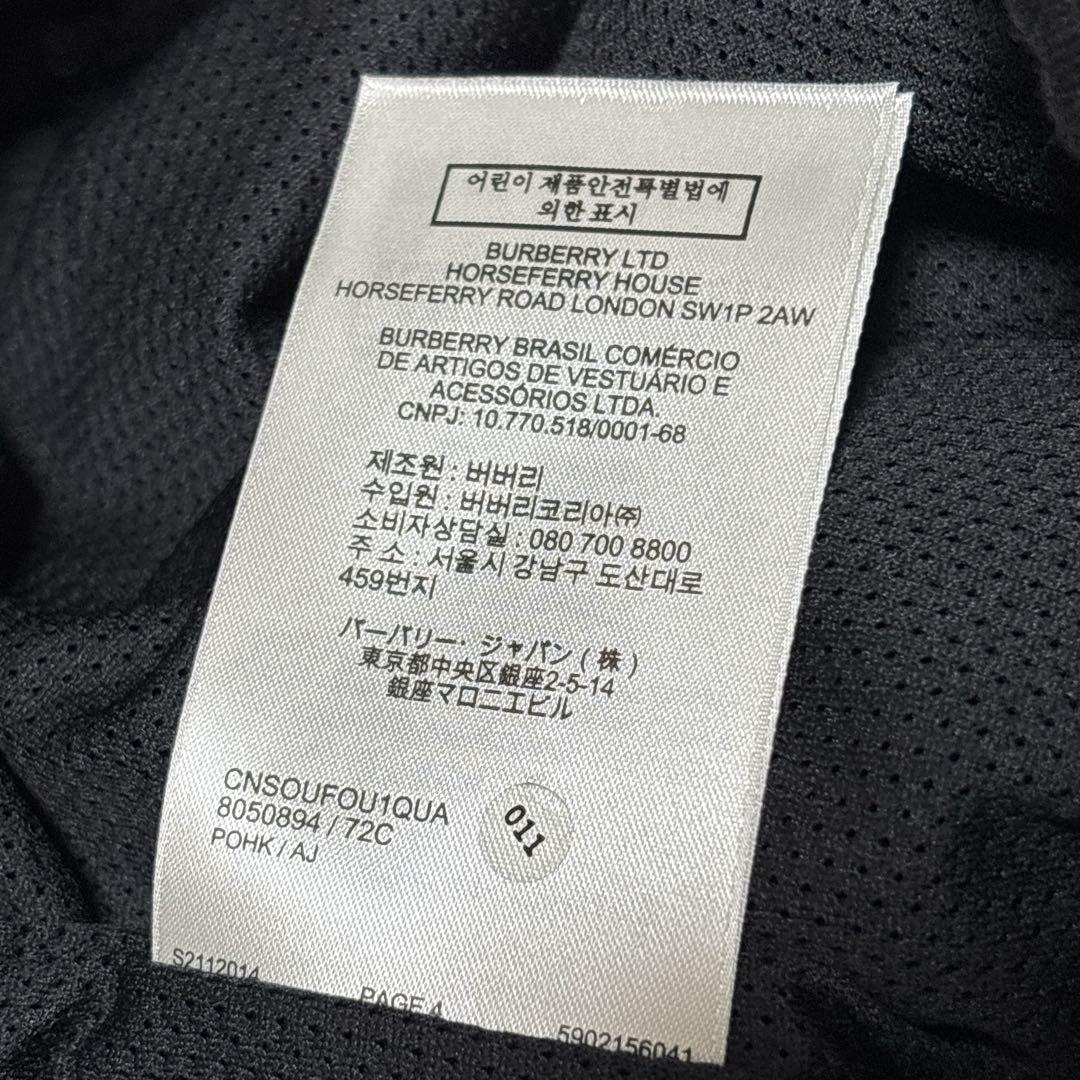 어린이 제품안전특별법에
의한 표시
BURBERRY LTD
HORSEFERRY HOUSE
HORSEFERRY ROAD LONDON SW1P 2AW
BURBERRY BRASIL COMÉRCIO
DE ARTIGOS DE VESTUÁRIO E
ACESSÓRIOS LTDA.
CNPJ: 10.770.518/0001-68
제조원 : 버버리
수입원 : 버버리코리아㈜
소비자상담실 : 080 700 8800
주 소 : 서울시 강남구 도산대로
459번지
バーバリー・ジャパン(株)
東京都中央区銀座2-5-14
銀座マロニエビル
CNSOUFOU1QUA
8050894 / 72C
POHK / AJ
011
S2112014
PAGE 4
5902156041